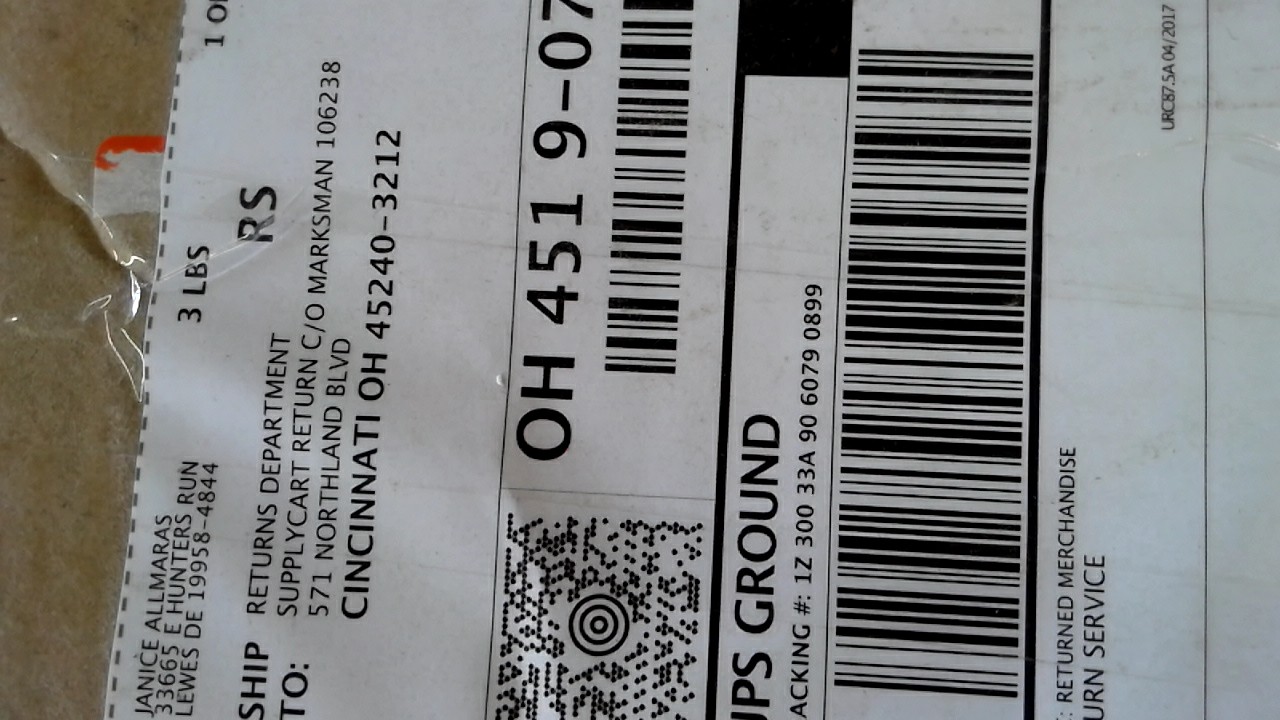 JANICE ALLMARAS
33665 E HUNTERS RUN
LEWES DE 19958-4844
3 LBS
1
RS
SHIP
TO:
RETURNS DEPARTMENT
SUPPLYCART RETURN C/O MARKSMAN 106238
571 NORTHLAND BLVD
CINCINNATI OH 45240-3212
OH 451 9-07
UPS GROUND
ACKING #: 1Z 300 33A 90 6079 0899
: RETURNED MERCHANDISE
URN SERVICE
URCB7.5A 04/2017